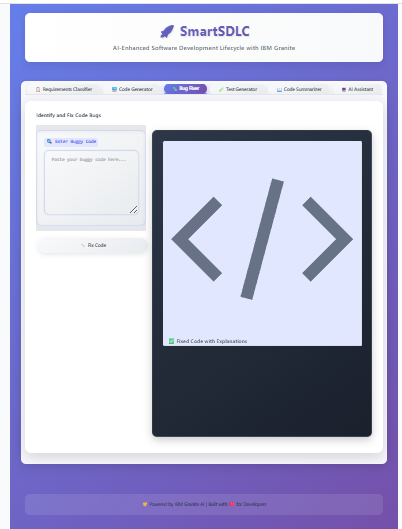 🚀 SmartSDLC
AI-Enhanced Software Development Lifecycle with IBM Granite
Requirements Classifier
Code Generator
Bug Fixer
Test Generator
Code Summarizer
AI Assistant
Identify and Fix Code Bugs
Enter Buggy Code
Paste your buggy code here...
Fix Code
</>
✅ Fixed Code with Explanations
Powered by IBM Granite AI | Built with ❤️ for Developers